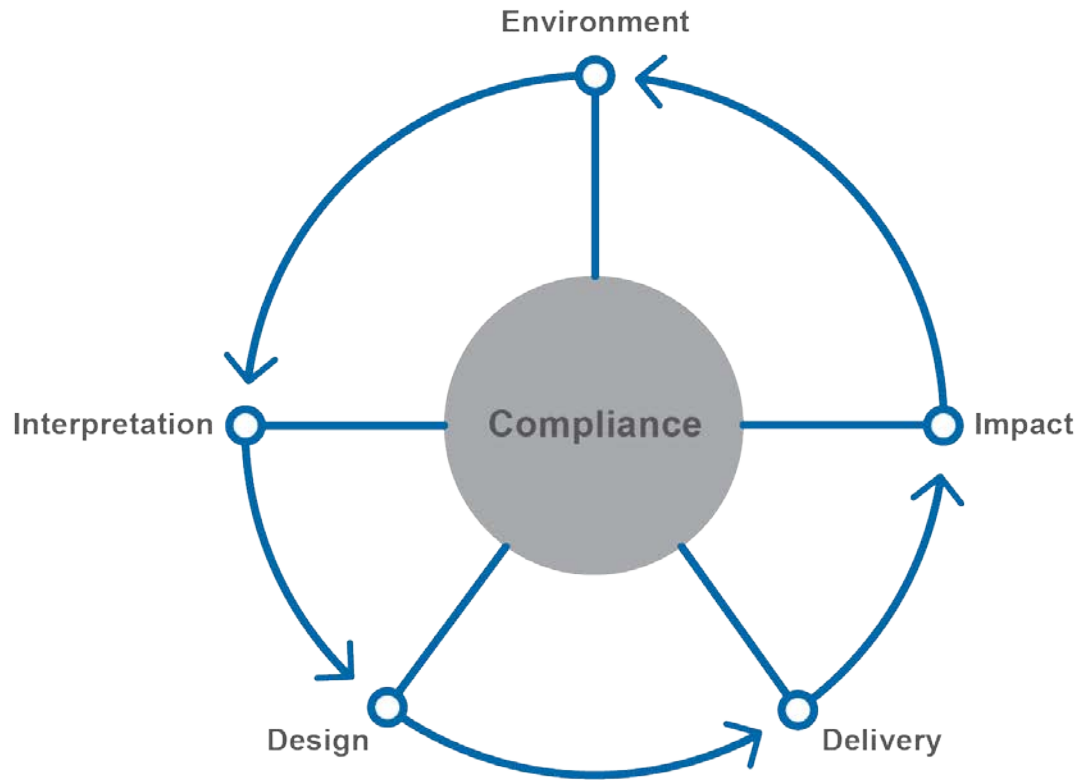 Environment
Interpretation
Compliance
Impact
Design
Delivery